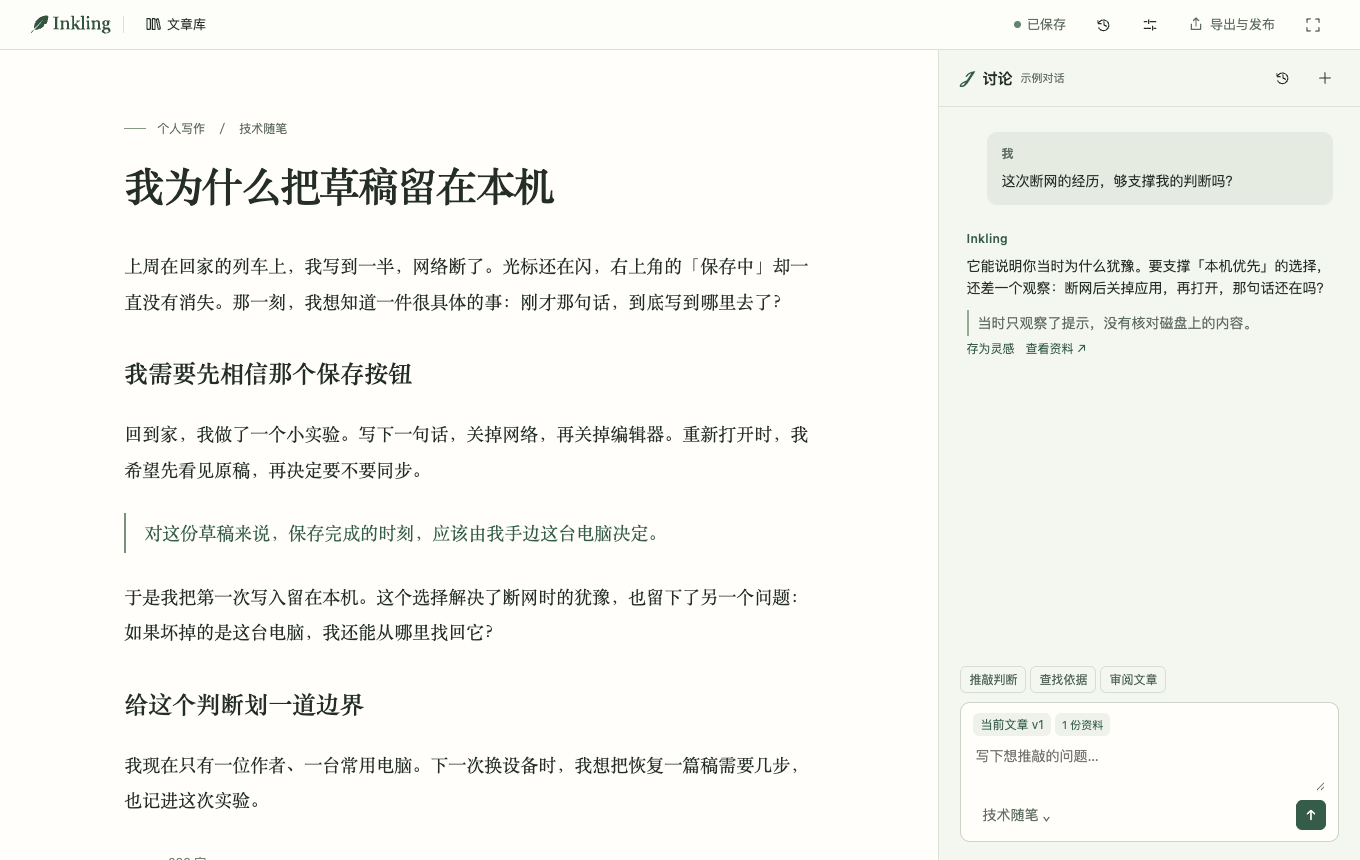 Inkling
文章库
已保存
导出与发布
个人写作 / 技术随笔
我为什么把草稿留在本机
上周在回家的列车上，我写到一半，网络断了。光标还在闪，右上角的「保存中」却一
直没有消失。那一刻，我想知道一件很具体的事：刚才那句话，到底写到哪里去了？
我需要先相信那个保存按钮
回到家，我做了一个小实验。写下一句话，关掉网络，再关掉编辑器。重新打开时，我
希望先看见原稿，再决定要不要同步。
对这份草稿来说，保存完成的时刻，应该由我手边这台电脑决定。
于是我把第一次写入留在本机。这个选择解决了断网时的犹豫，也留下了另一个问题：
如果坏掉的是这台电脑，我还能从哪里找回它？
给这个判断划一道边界
我现在只有一位作者、一台常用电脑。下一次换设备时，我想把恢复一篇稿需要几步，
也记进这次实验。
讨论 示例对话
我
这次断网的经历，够支撑我的判断吗？
Inkling
它能说明你当时为什么犹豫。要支撑「本机优先」的选择，
还差一个观察：断网后关掉应用，再打开，那句话还在吗？
当时只观察了提示，没有核对磁盘上的内容。
存为灵感 查看资料 ↗
推敲判断 查找依据 审阅文章
当前文章 v1 1 份资料
写下想推敲的问题...
技术随笔